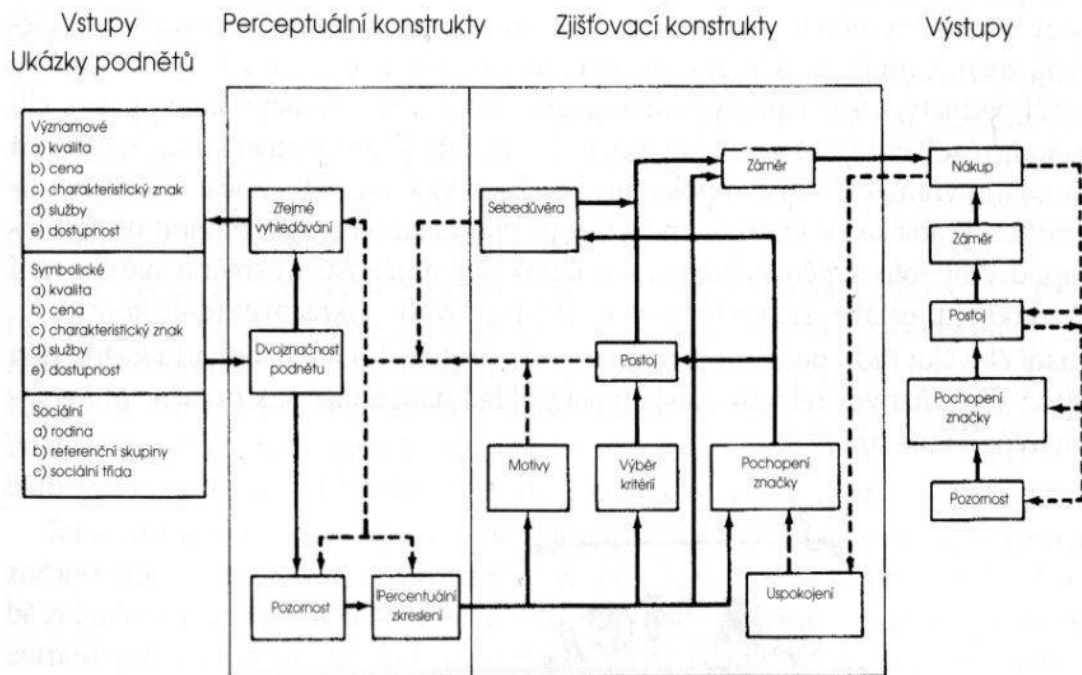 Vstupy
Ukázky podnětů
Perceptuální konstrukty
Zjišťovací konstrukty
Výstupy
Významové
a) kvalita
b) cena
c) charakteristický znak
d) služby
e) dostupnost
Symbolické
a) kvalita
b) cena
c) charakteristický znak
d) služby
e) dostupnost
Sociální
a) rodina
b) referenční skupiny
c) sociální třída
Zřejmé
vyhledávání
Dvojznačnost
podnětu
Pozornost
Percentuální
zkreslení
Sebedůvěra
Záměr
Postoj
Motivy
Výběr
kritérií
Pochopení
značky
Uspokojení
Nákup
Záměr
Postoj
Pochopení
značky
Pozornost